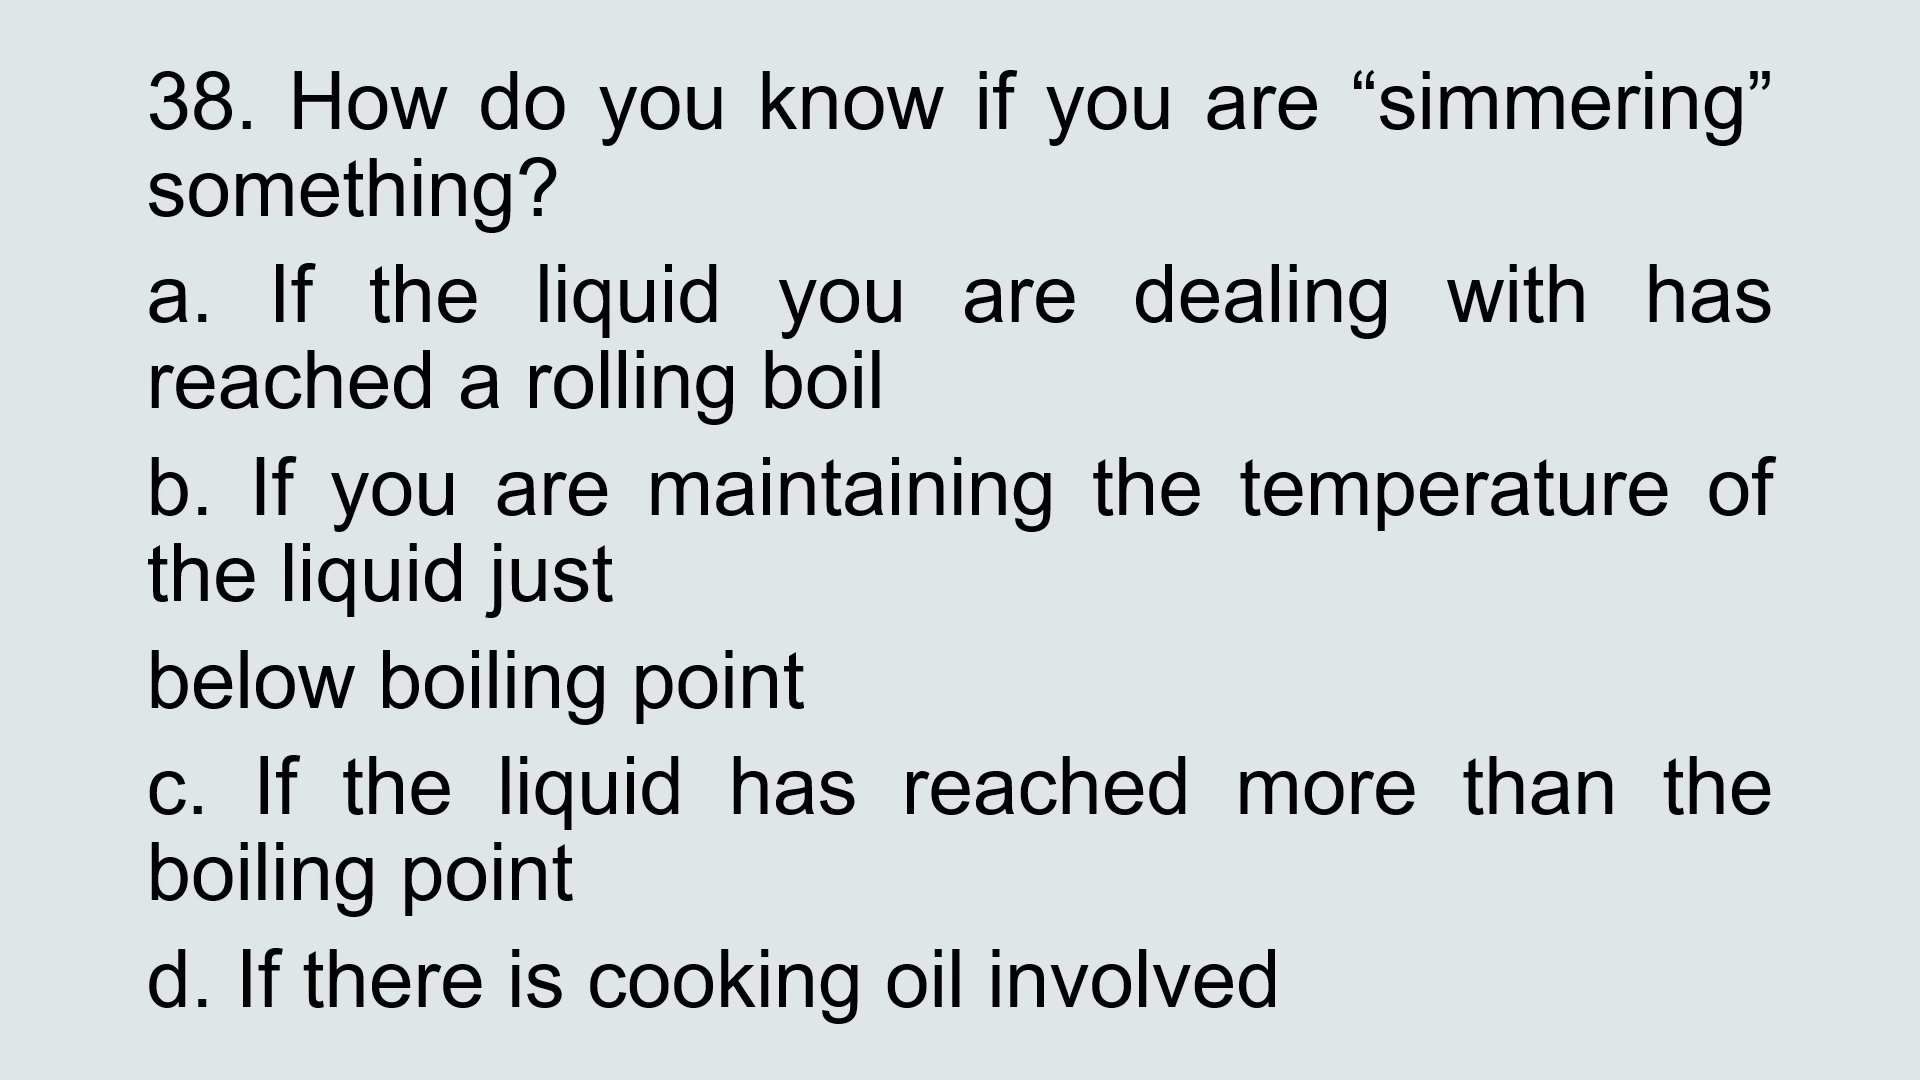 38. How do you know if you are “simmering”
something?
a. If the liquid you are dealing with has
reached a rolling boil
b. If you are maintaining the temperature of
the liquid just
below boiling point
c. If the liquid has reached more than the
boiling point
d. If there is cooking oil involved